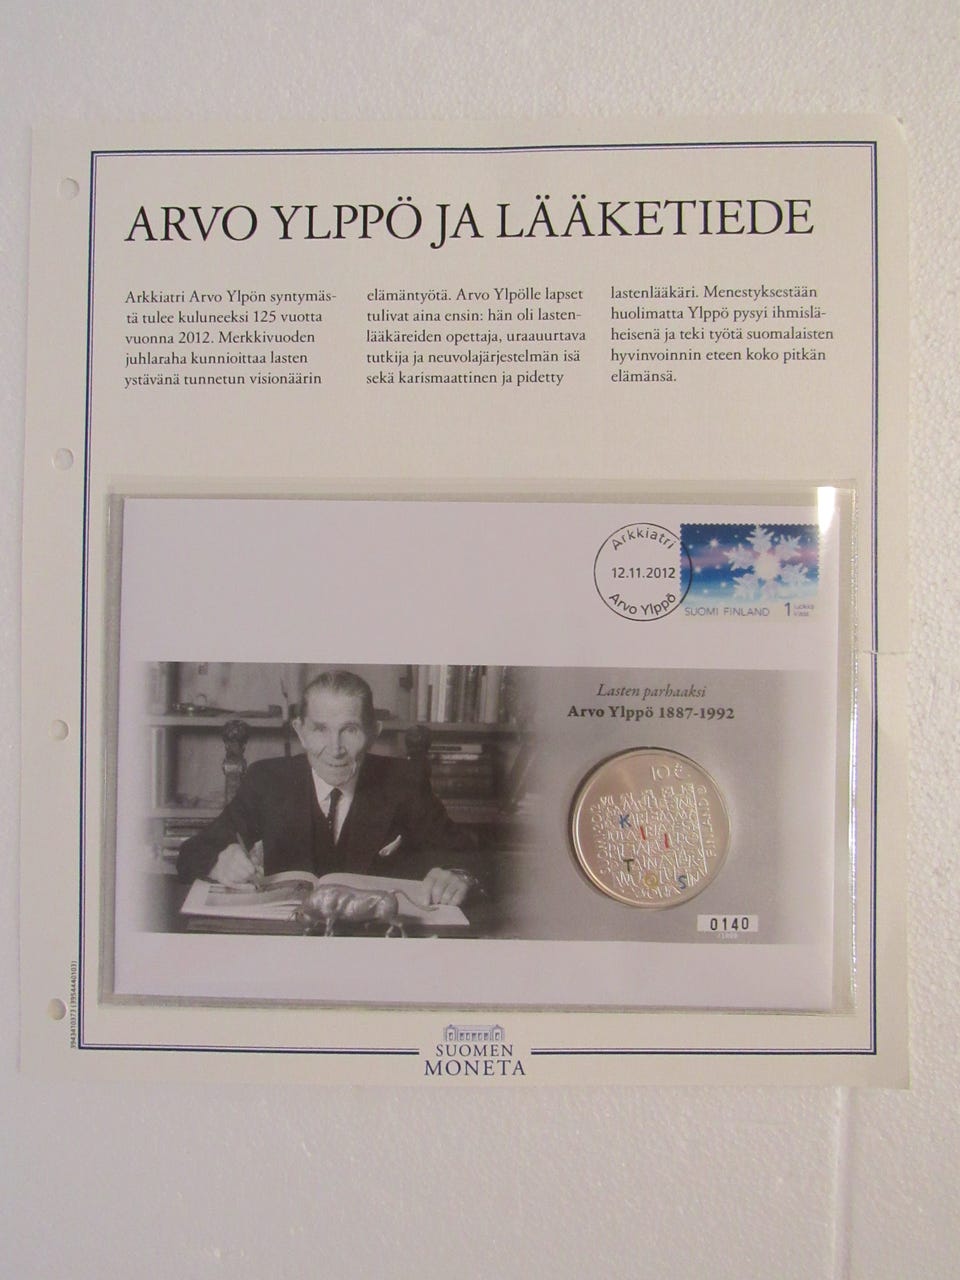 ARVO YLPPÖ JA LÄÄKETIEDE
Arkkiatri Arvo Ylpön syntymäs-
tä tulee kuluneeksi 125 vuotta
vuonna 2012. Merkkivuoden
juhlaraha kunnioittaa lasten
ystävänä tunnetun visionäärin
elämäntyötä. Arvo Ylpölle lapset
tulivat aina ensin: hän oli lasten-
lääkäreiden opettaja, uraauurtava
tutkija ja neuvolajärjestelmän isä
sekä karismaattinen ja pidetty
lastenlääkäri. Menestyksestään
huolimatta Ylppö pysyi ihmislä-
heisenä ja teki työtä suomalaisten
hyvinvoinnin eteen koko pitkän
elämänsä.
Arkkiatri
12.11.2012
Arvo Ylppö
SUOMI FINLAND
1 luokka
klass
Lasten parhaaksi
Arvo Ylppö 1887-1992
10 €
K
I
I
T
O
S
0140
3943410373 (3954440103)
SUOMEN
MONETA